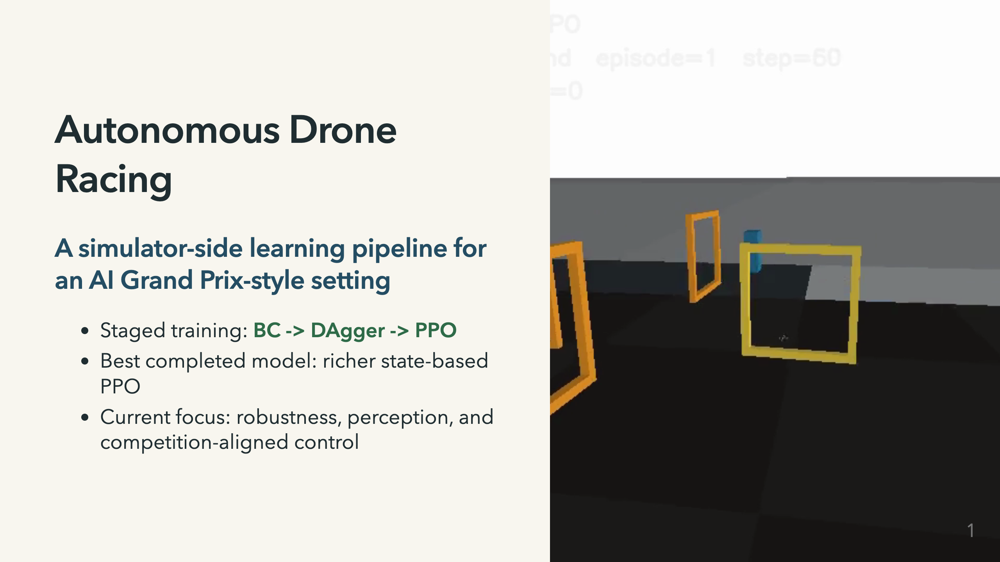 Autonomous Drone
Racing
A simulator-side learning pipeline for
an AI Grand Prix-style setting
• Staged training: BC -> DAgger -> PPO
• Best completed model: richer state-based
PPO
• Current focus: robustness, perception, and
competition-aligned control
PO
nd episode=1 step=60
=0
1